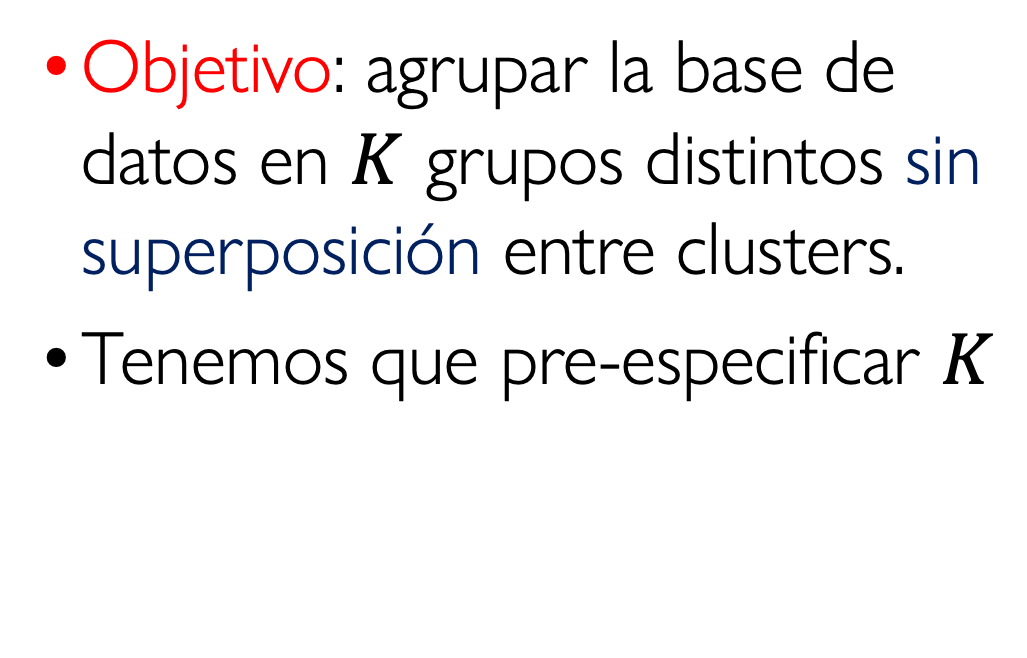 • Objetivo: agrupar la base de
datos en K grupos distintos sin
superposición entre clusters.
• Tenemos que pre-especificar K